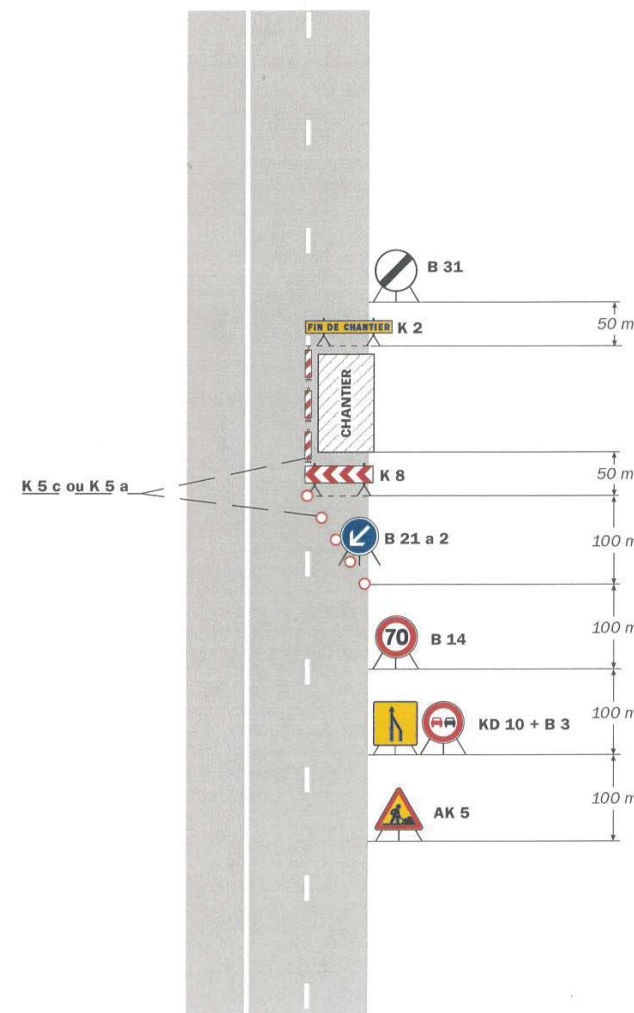 B 31
FIN DE CHANTIER K 2
50 m
CHANTIER
K 8
K 5 c ou K 5 a
50 m
B 21 a 2
100 m
70 B 14
100 m
KD 10 + B 3
100 m
AK 5
100 m